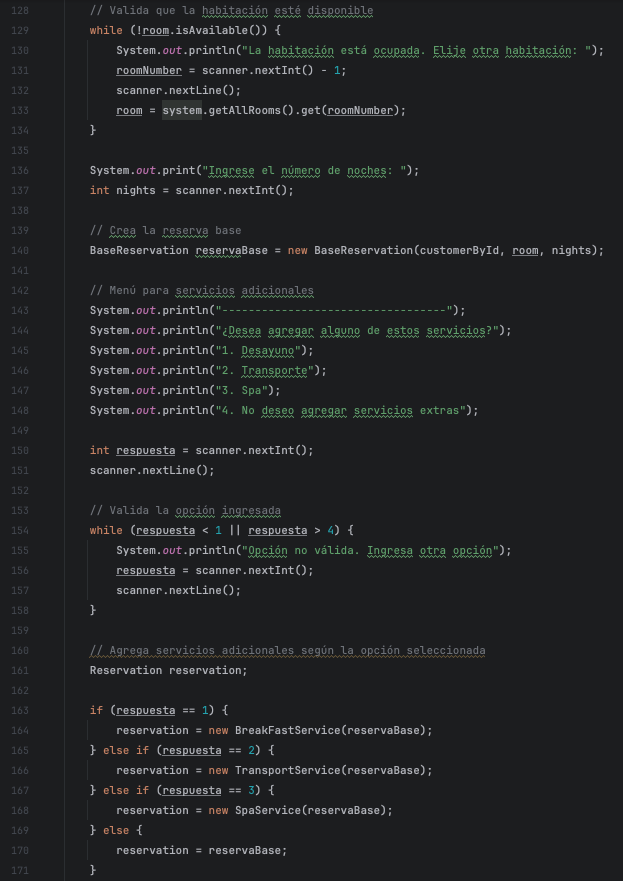 128 // Valida que la habitación esté disponible
129 while (!room.isAvailable()) {
130 System.out.println("La habitación está ocupada. Elije otra habitación: ");
131 roomNumber = scanner.nextInt() - 1;
132 scanner.nextLine();
133 room = system.getAllRooms().get(roomNumber);
134 }
135
136 System.out.print("Ingrese el número de noches: ");
137 int nights = scanner.nextInt();
138
139 // Crea la reserva base
140 BaseReservation reservaBase = new BaseReservation(customerById, room, nights);
141
142 // Menú para servicios adicionales
143 System.out.println("----------------------------------");
144 System.out.println("¿Desea agregar alguno de estos servicios?");
145 System.out.println("1. Desayuno");
146 System.out.println("2. Transporte");
147 System.out.println("3. Spa");
148 System.out.println("4. No deseo agregar servicios extras");
149
150 int respuesta = scanner.nextInt();
151 scanner.nextLine();
152
153 // Valida la opción ingresada
154 while (respuesta < 1 || respuesta > 4) {
155 System.out.println("Opción no válida. Ingresa otra opción");
156 respuesta = scanner.nextInt();
157 scanner.nextLine();
158 }
159
160 // Agrega servicios adicionales según la opción seleccionada
161 Reservation reservation;
162
163 if (respuesta == 1) {
164 reservation = new BreakFastService(reservaBase);
165 } else if (respuesta == 2) {
166 reservation = new TransportService(reservaBase);
167 } else if (respuesta == 3) {
168 reservation = new SpaService(reservaBase);
169 } else {
170 reservation = reservaBase;
171 }